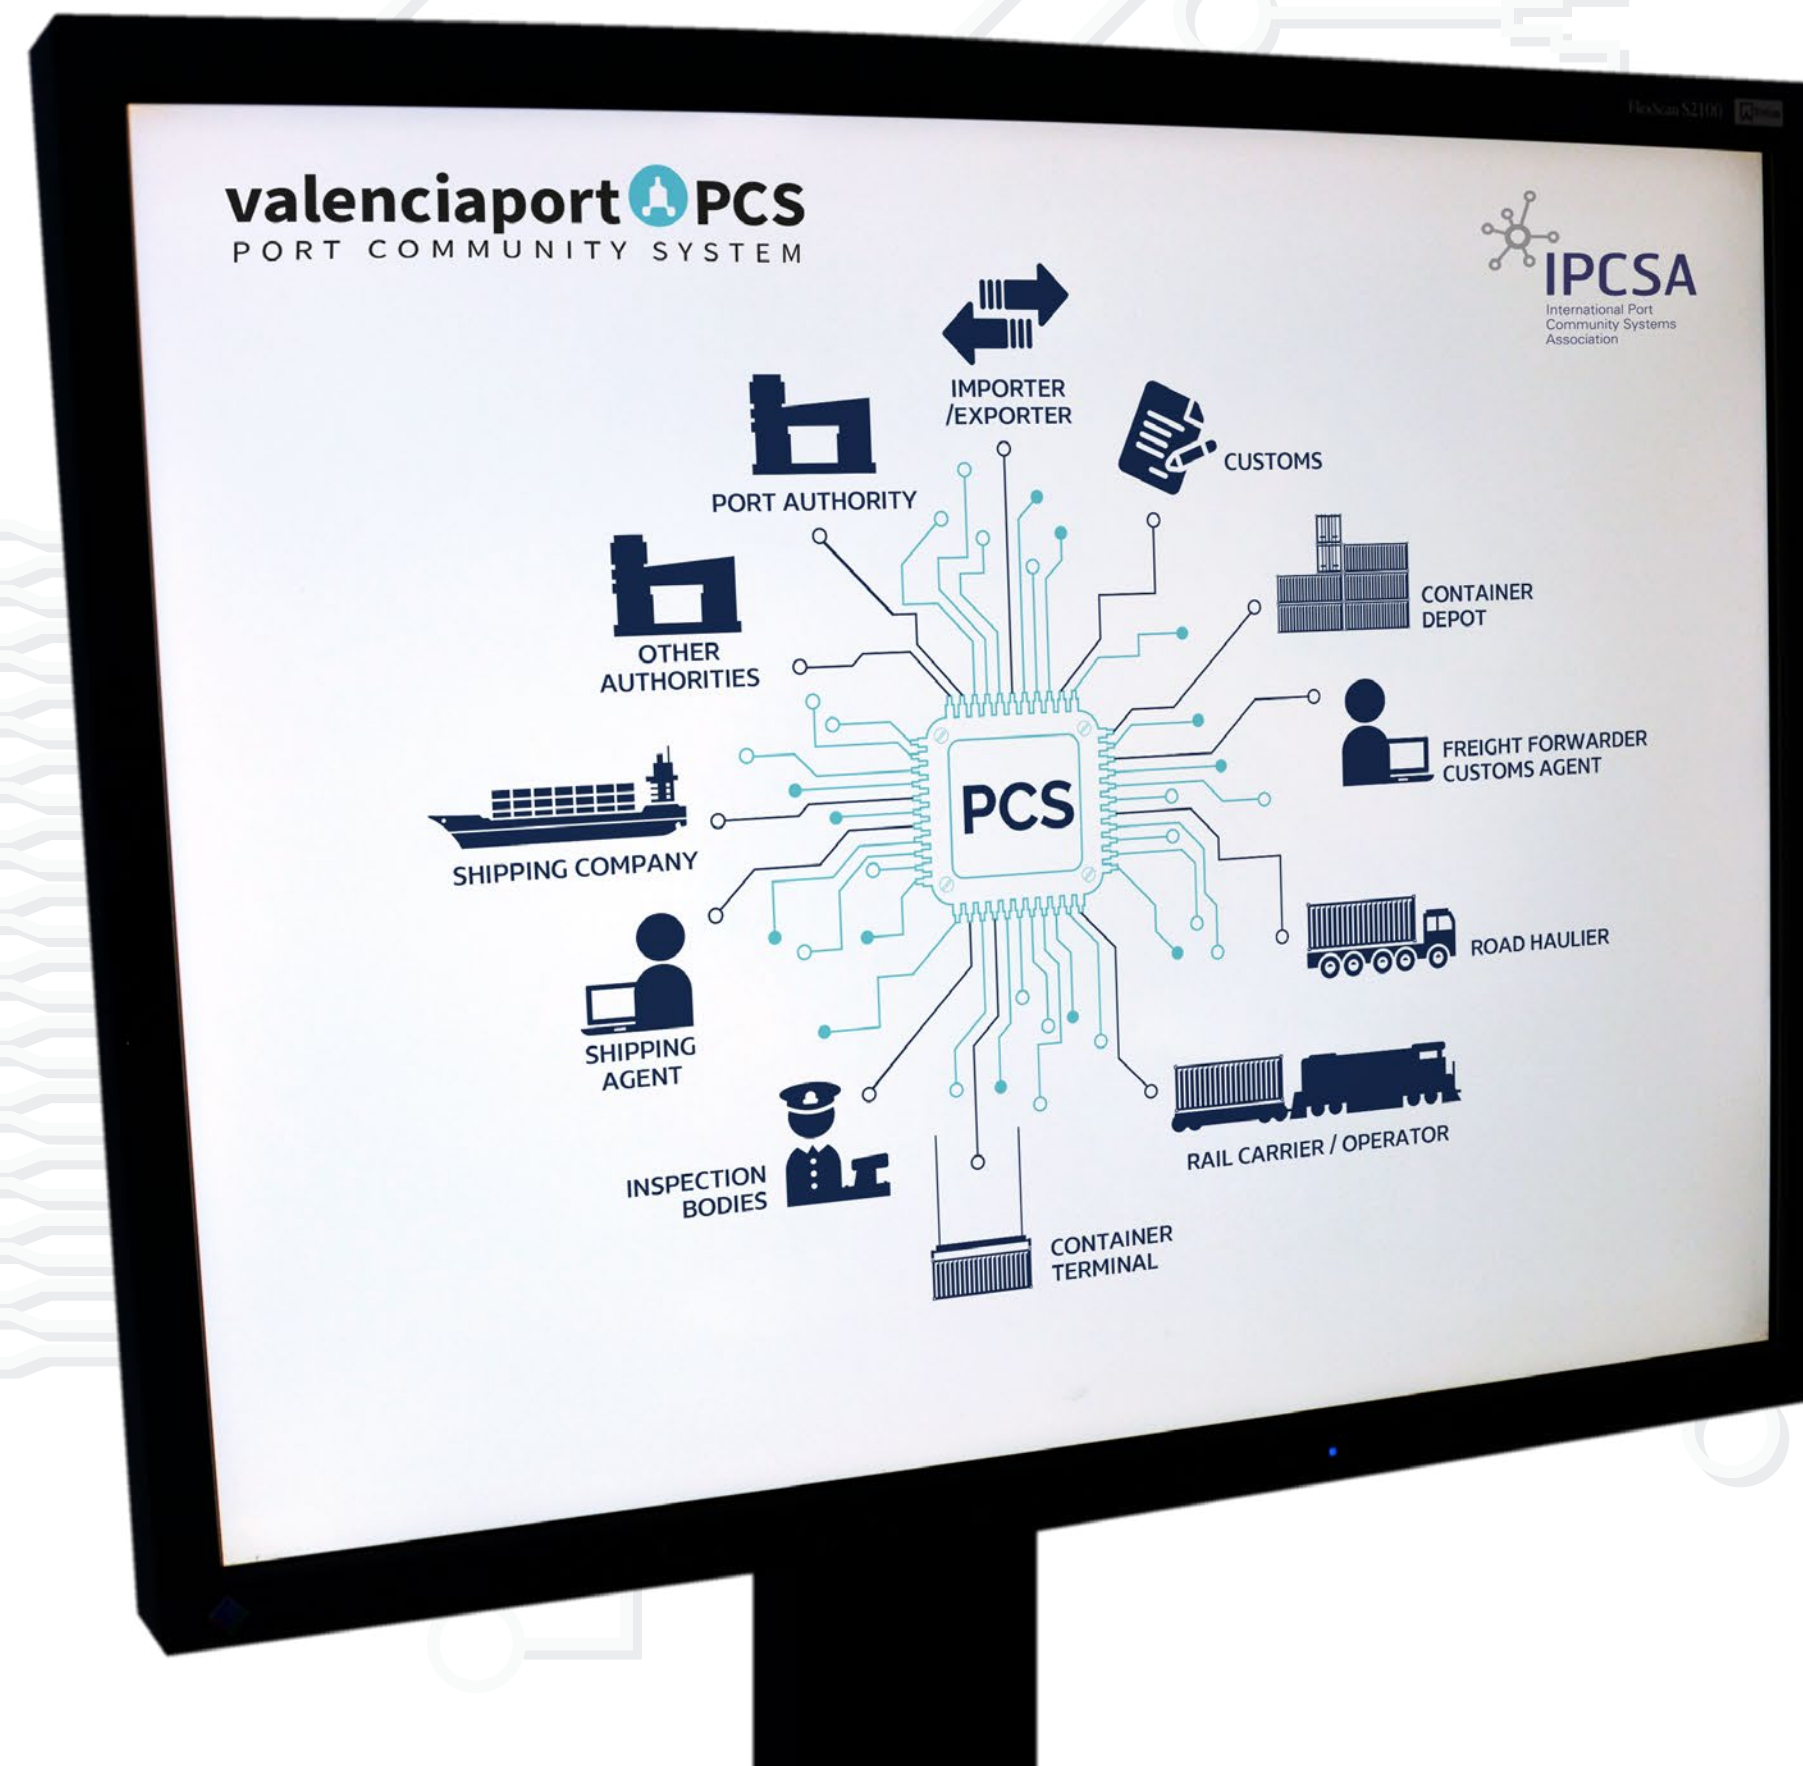 FlexScan S2100
valenciaport PCS
PORT COMMUNITY SYSTEM
IPCSA
International Port
Community Systems
Association
IMPORTER
/EXPORTER
PORT AUTHORITY
CUSTOMS
OTHER
AUTHORITIES
CONTAINER
DEPOT
FREIGHT FORWARDER
CUSTOMS AGENT
PCS
SHIPPING COMPANY
ROAD HAULIER
SHIPPING
AGENT
RAIL CARRIER / OPERATOR
INSPECTION
BODIES
CONTAINER
TERMINAL